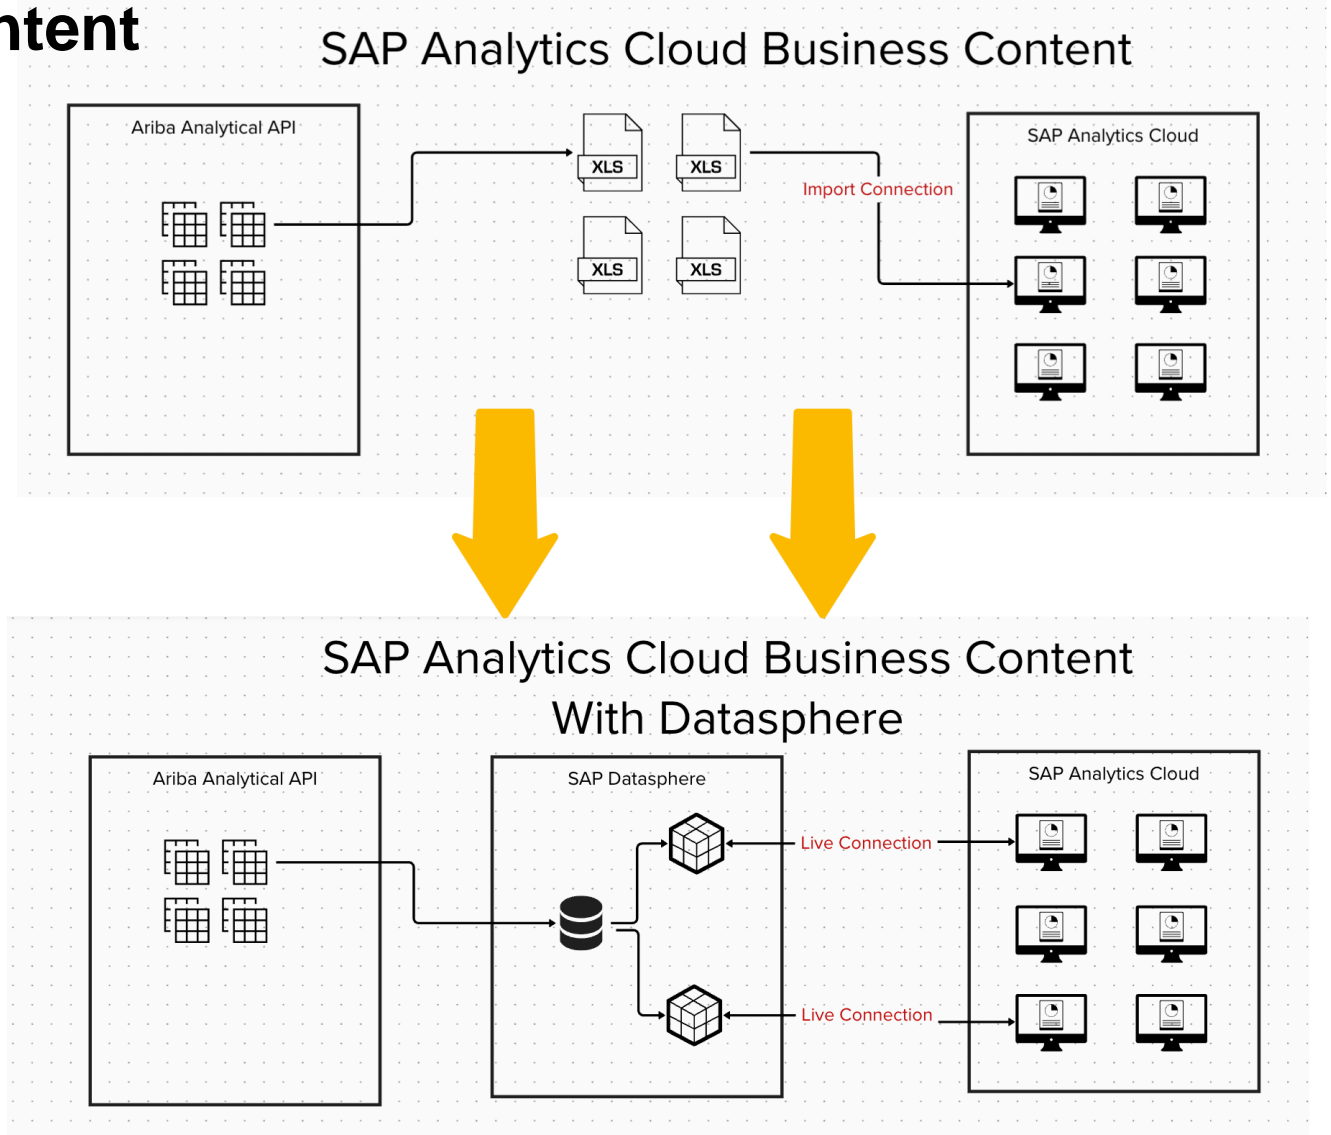 ntent
SAP Analytics Cloud Business Content
Ariba Analytical API
XLS
XLS
XLS
XLS
Import Connection
SAP Analytics Cloud
SAP Analytics Cloud Business Content
With Datasphere
Ariba Analytical API
SAP Datasphere
Live Connection
Live Connection
SAP Analytics Cloud